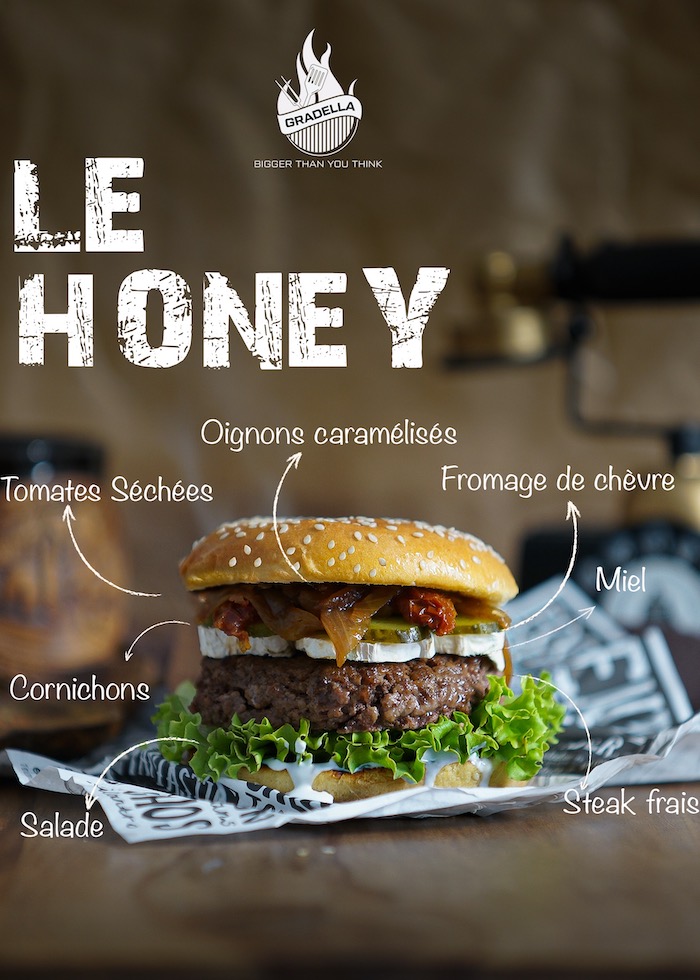 GRADELLA
BIGGER THAN YOU THINK
LE
HONEY
Oignons caramélisés
Fromage de chèvre
Tomates Séchées
Miel
Cornichons
Steak frais
Salade